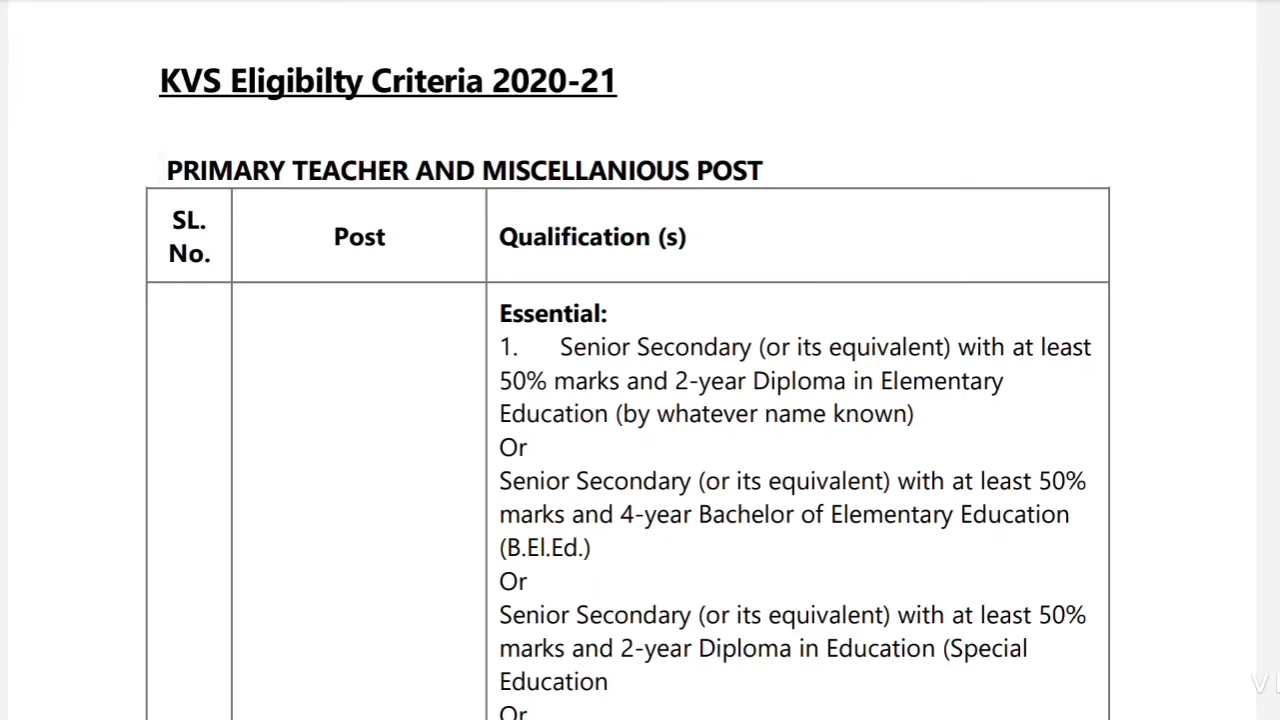 KVS Eligibilty Criteria 2020-21
PRIMARY TEACHER AND MISCELLANIOUS POST
SL.
No.
Post
Qualification (s)
Essential:
1. Senior Secondary (or its equivalent) with at least
50% marks and 2-year Diploma in Elementary
Education (by whatever name known)
Or
Senior Secondary (or its equivalent) with at least 50%
marks and 4-year Bachelor of Elementary Education
(B.El.Ed.)
Or
Senior Secondary (or its equivalent) with at least 50%
marks and 2-year Diploma in Education (Special
Education
Or